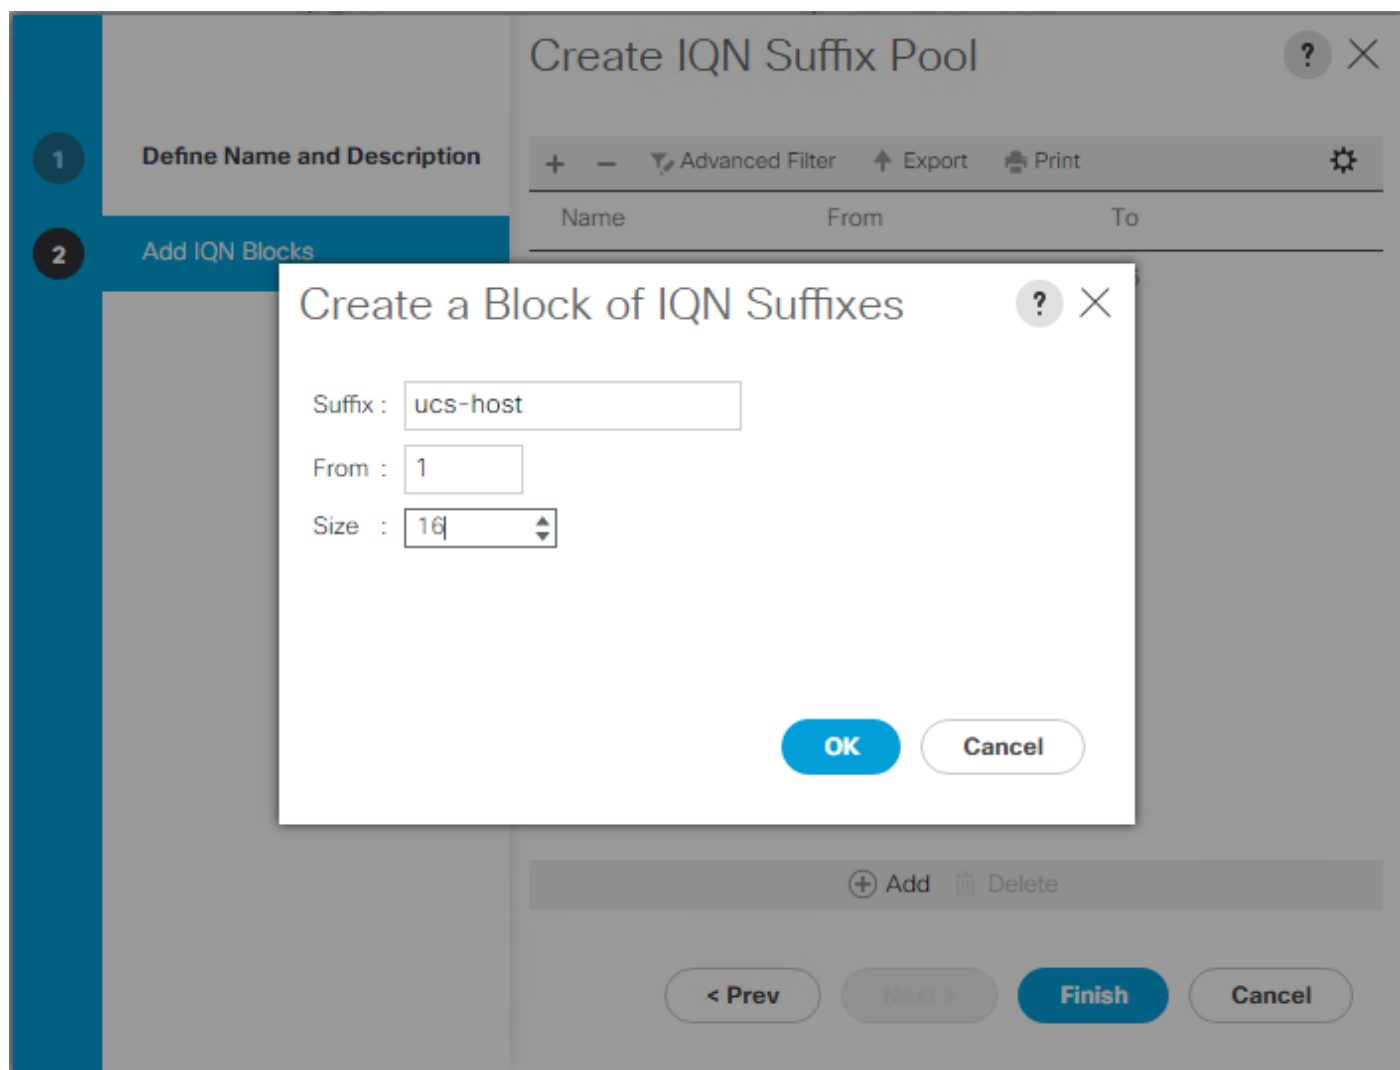 Create IQN Suffix Pool
?
1
Define Name and Description
+ − Advanced Filter Export Print
Name From To
2
Add IQN Blocks
Create a Block of IQN Suffixes
?
Suffix : ucs-host
From : 1
Size : 16
OK Cancel
Add Delete
< Prev Next > Finish Cancel